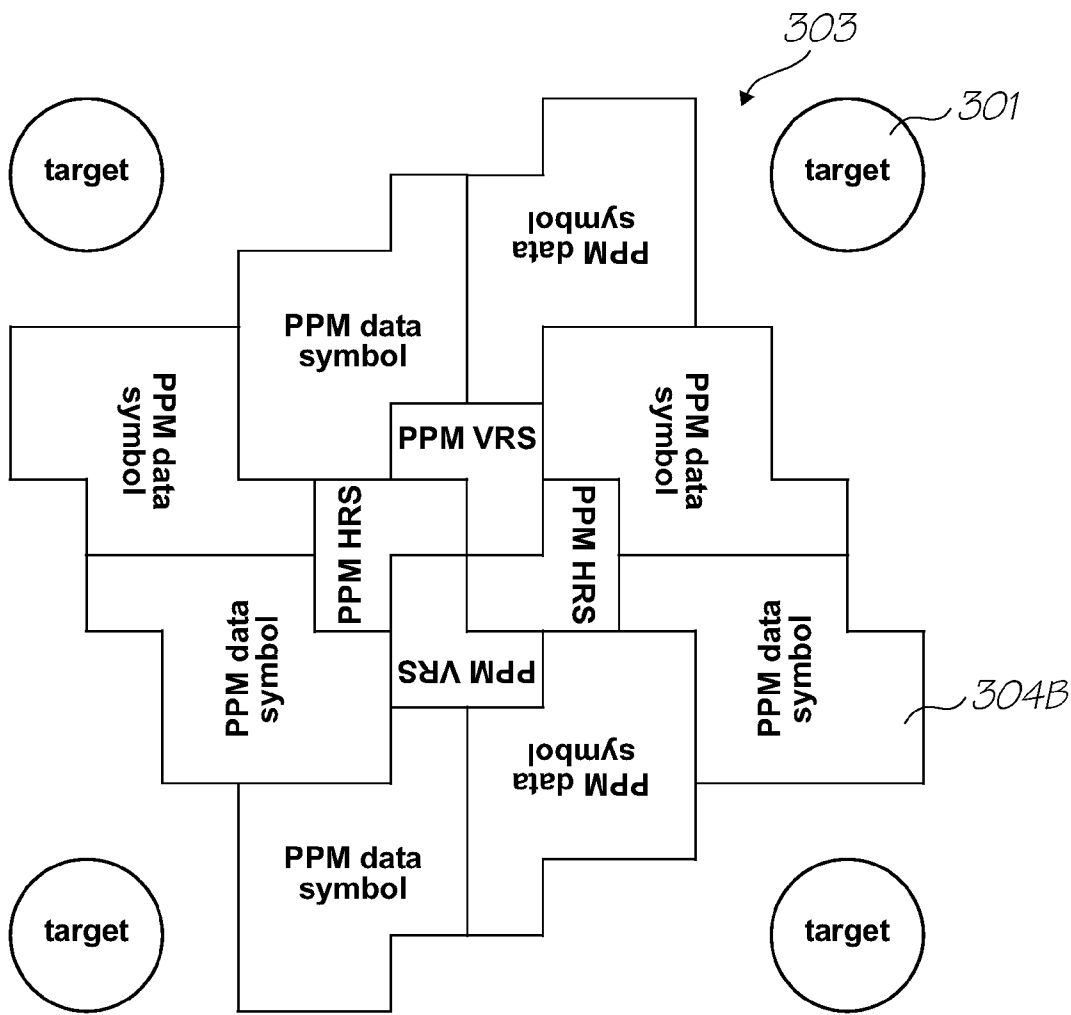 303
301
target
target
PPM data
symbol
PPM data
symbol
PPM data
symbol
PPM data
symbol
PPM VRS
PPM HRS
PPM HRS
PPM data
symbol
PPM VRS
PPM data
symbol
304B
PPM data
symbol
PPM data
symbol
target
target